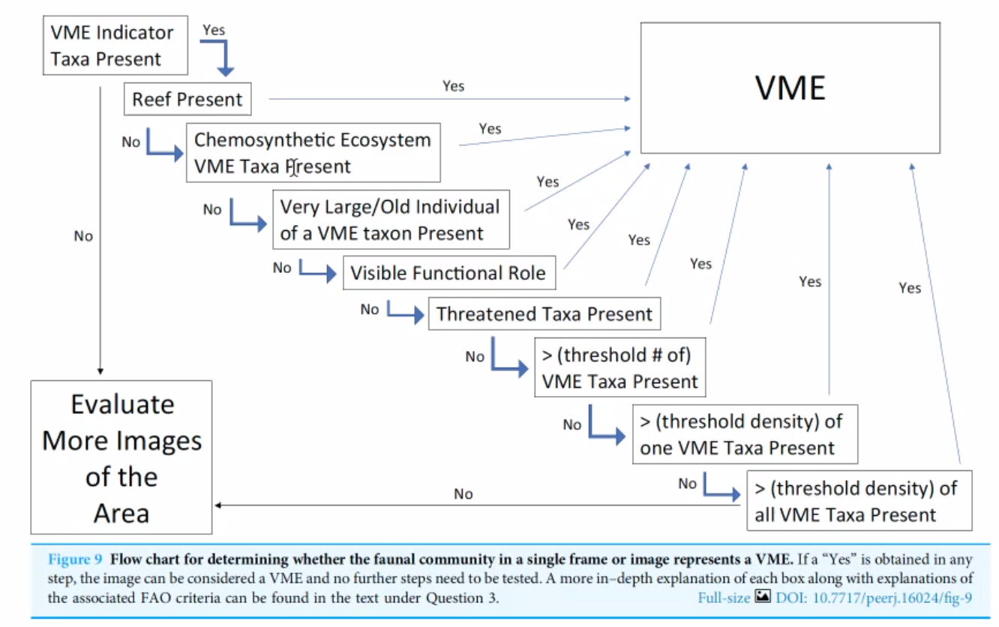 VME Indicator
Taxa Present
Yes
VME
Reef Present
Yes
No
Chemosynthetic Ecosystem
VME Taxa Present
Yes
No
Very Large/Old Individual
of a VME taxon Present
Yes
No
Visible Functional Role
Yes
No
Threatened Taxa Present
Yes
No
> (threshold # of)
VME Taxa Present
Yes
No
> (threshold density) of
one VME Taxa Present
Yes
No
> (threshold density) of
all VME Taxa Present
Yes
No
No
Evaluate
More Images
of the
Area
Figure 9 Flow chart for determining whether the faunal community in a single frame or image represents a VME. If a “Yes” is obtained in any
step, the image can be considered a VME and no further steps need to be tested. A more in–depth explanation of each box along with explanations of
the associated FAO criteria can be found in the text under Question 3.
Full-size DOI: 10.7717/peerj.16024/fig-9